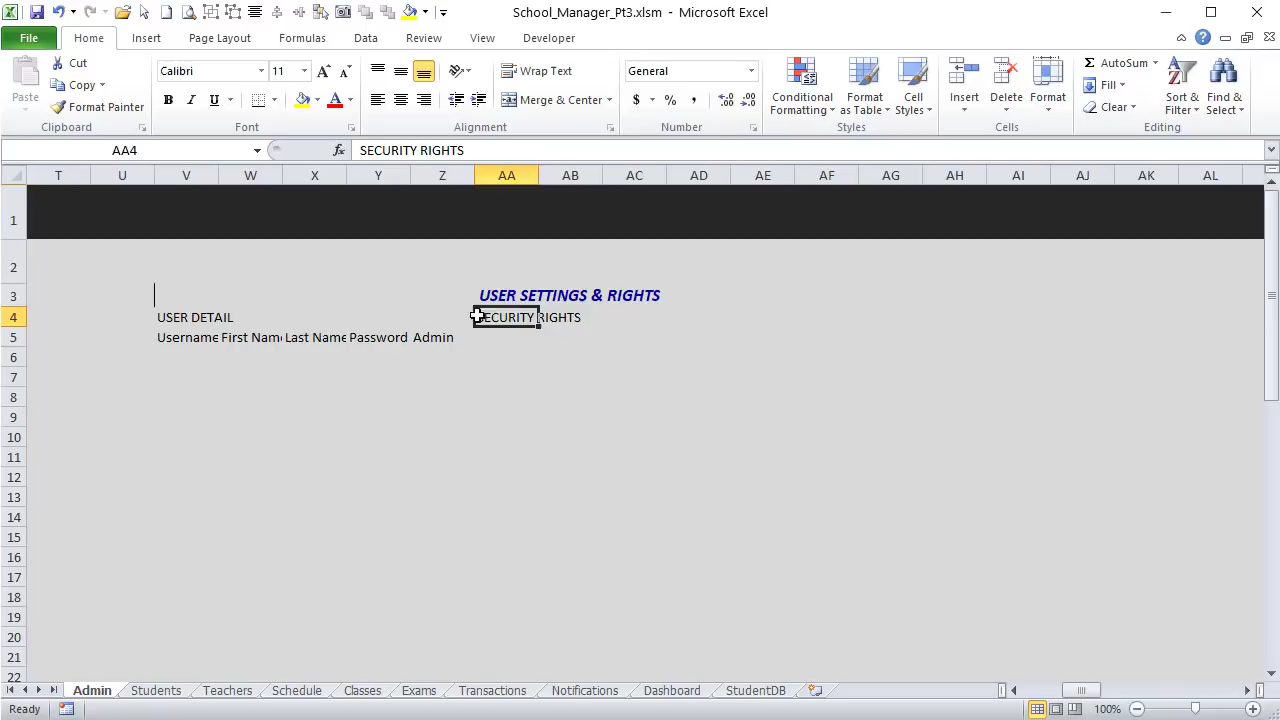 School_Manager_Pt3.xlsm - Microsoft Excel
File Home Insert Page Layout Formulas Data Review View Developer
Paste
Cut
Copy
Format Painter
Clipboard
Calibri 11
B I U A
Font
Wrap Text
Merge & Center
Alignment
General
$ % ,
Number
Conditional Formatting
Format as Table
Cell Styles
Styles
Insert Delete Format
Cells
Σ AutoSum
Fill
Clear
Sort & Filter
Find & Select
Editing
AA4 fx SECURITY RIGHTS
T U V W X Y Z AA AB AC AD AE AF AG AH AI AJ AK AL
1
2
3 USER SETTINGS & RIGHTS
4 USER DETAIL SECURITY RIGHTS
5 Username First Name Last Name Password Admin
6
7
8
9
10
11
12
13
14
15
16
17
18
19
20
21
22
Admin Students Teachers Schedule Classes Exams Transactions Notifications Dashboard StudentDB
Ready 100%